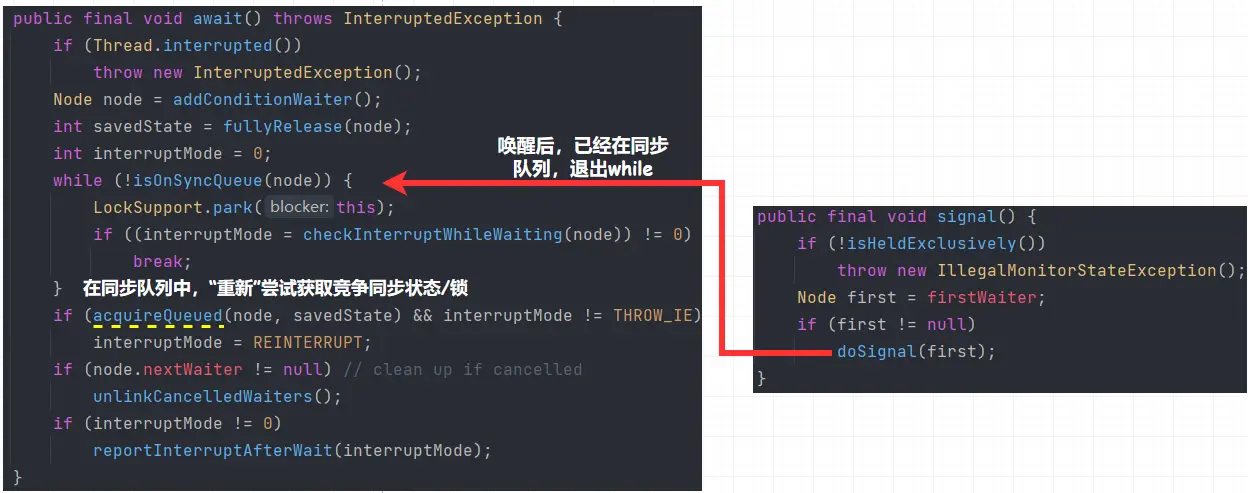 public final void await() throws InterruptedException {
if (Thread.interrupted())
throw new InterruptedException();
Node node = addConditionWaiter();
int savedState = fullyRelease(node);
int interruptMode = 0;
while (!isOnSyncQueue(node)) {
LockSupport.park( blocker: this);
if ((interruptMode = checkInterruptWhileWaiting(node)) != 0)
break;
} 在同步队列中，“重新”尝试获取竞争同步状态/锁
if (acquireQueued(node, savedState) && interruptMode != THROW_IE)
interruptMode = REINTERRUPT;
if (node.nextWaiter != null) // clean up if cancelled
unlinkCancelledWaiters();
if (interruptMode != 0)
reportInterruptAfterWait(interruptMode);
}
唤醒后，已经在同步
队列，退出while
public final void signal() {
if (!isHeldExclusively())
throw new IllegalMonitorStateException();
Node first = firstWaiter;
if (first != null)
doSignal(first);
}